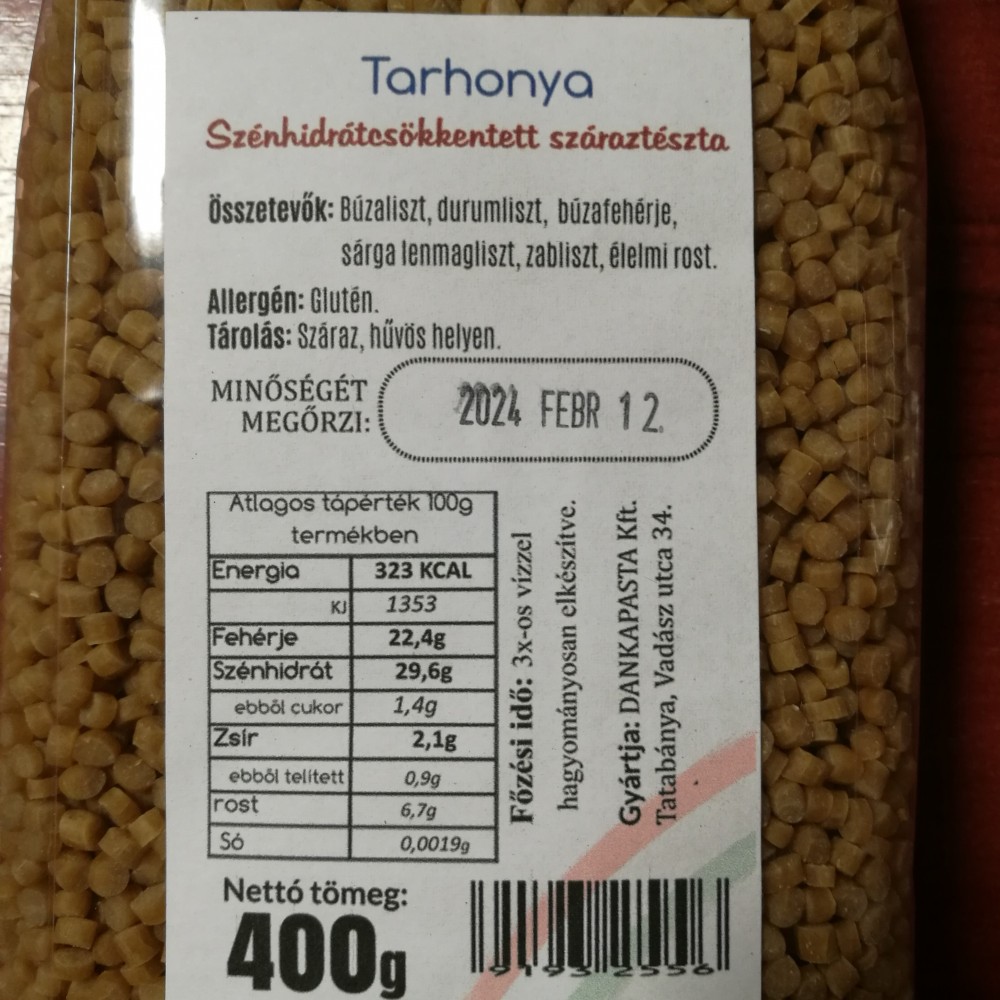 Tarhonya
Szénhidrátcsökkentett száraztészta
Összetevők: Búzaliszt, durumliszt, búzafehérje,
sárga lenmagliszt, zabliszt, élelmi rost.
Allergén: Glutén.
Tárolás: Száraz, hűvös helyen.
MINŐSÉGÉT
MEGŐRZI:
2024 FEBR 12.
Átlagos tápérték 100g
termékben
Energia 323 KCAL
KJ 1353
Fehérje 22,4g
Szénhidrát 29,6g
ebből cukor 1,4g
Zsír 2,1g
ebből telített 0,9g
rost 6,7g
Só 0,0019g
Főzési idő: 3x-os vízzel
hagyományosan elkészítve.
Gyártja: DANKAPASTA Kft.
Tatabánya, Vadász utca 34.
Nettó tömeg:
400g